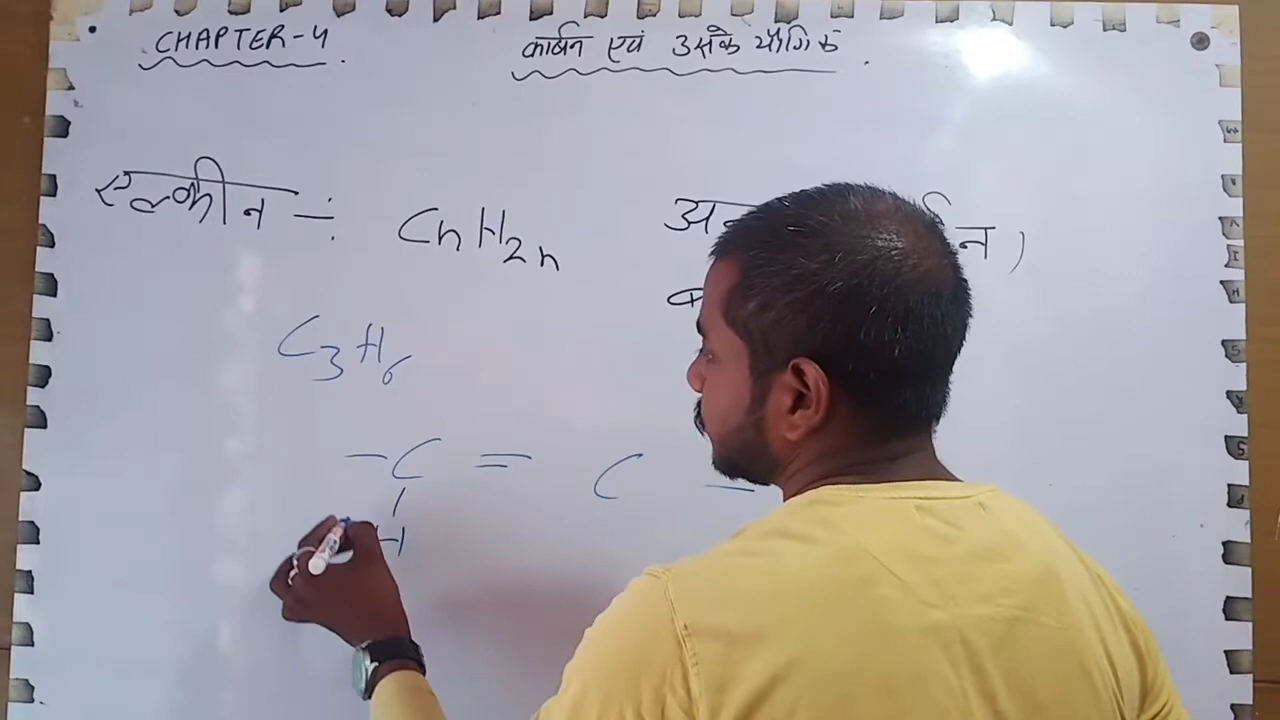 CHAPTER-4 कार्बन एवं उसके यौगिक.
एल्कीन ÷ CnH2n
C3H6
-C = C -
H